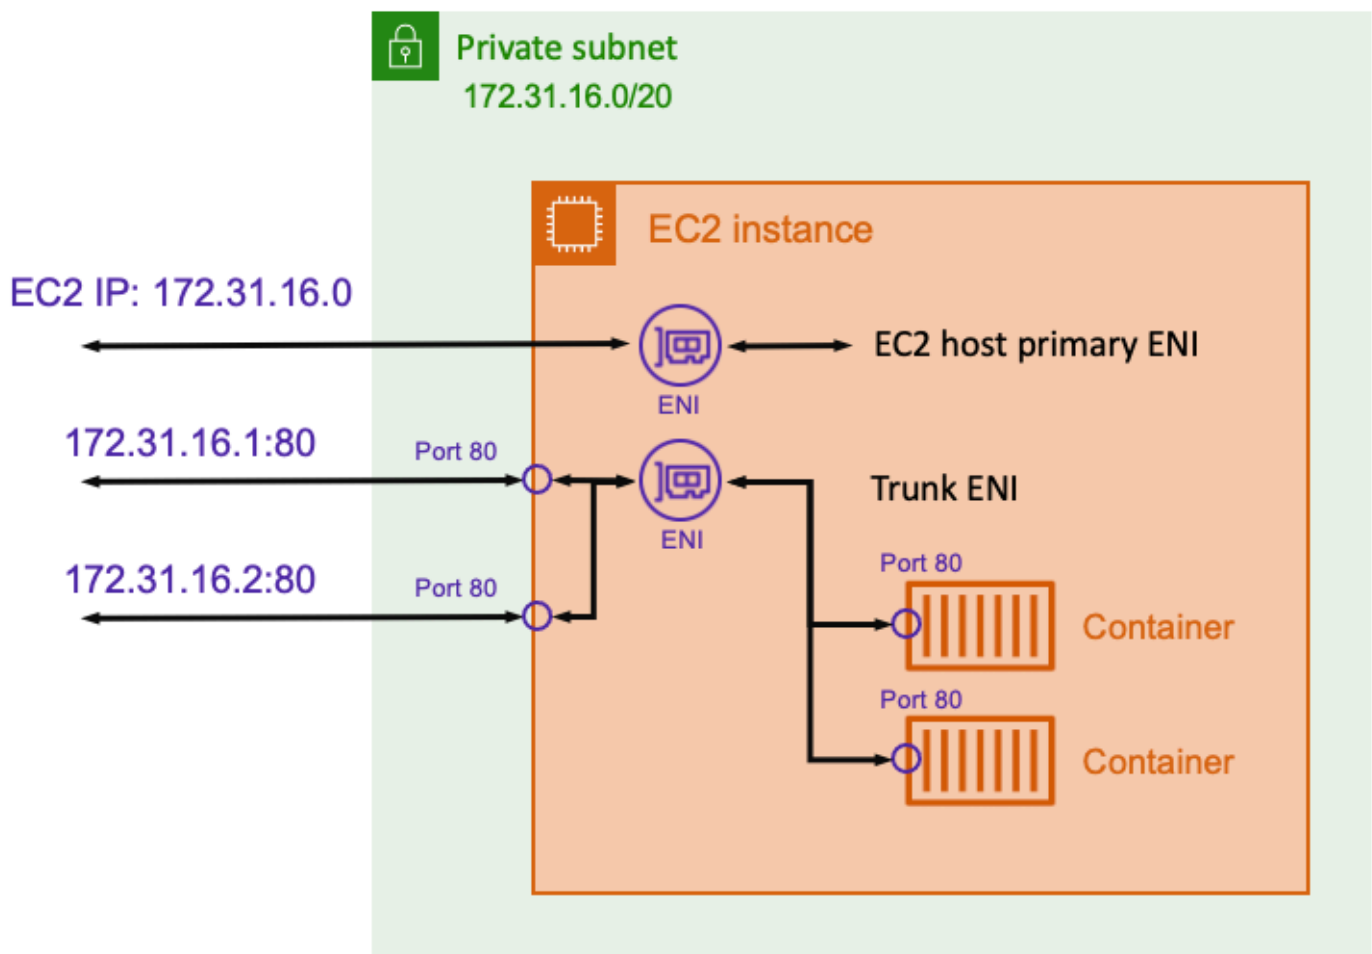 Private subnet
172.31.16.0/20
EC2 instance
EC2 IP: 172.31.16.0
EC2 host primary ENI
ENI
172.31.16.1:80
Port 80
Trunk ENI
ENI
Port 80
172.31.16.2:80
Port 80
Container
Port 80
Container